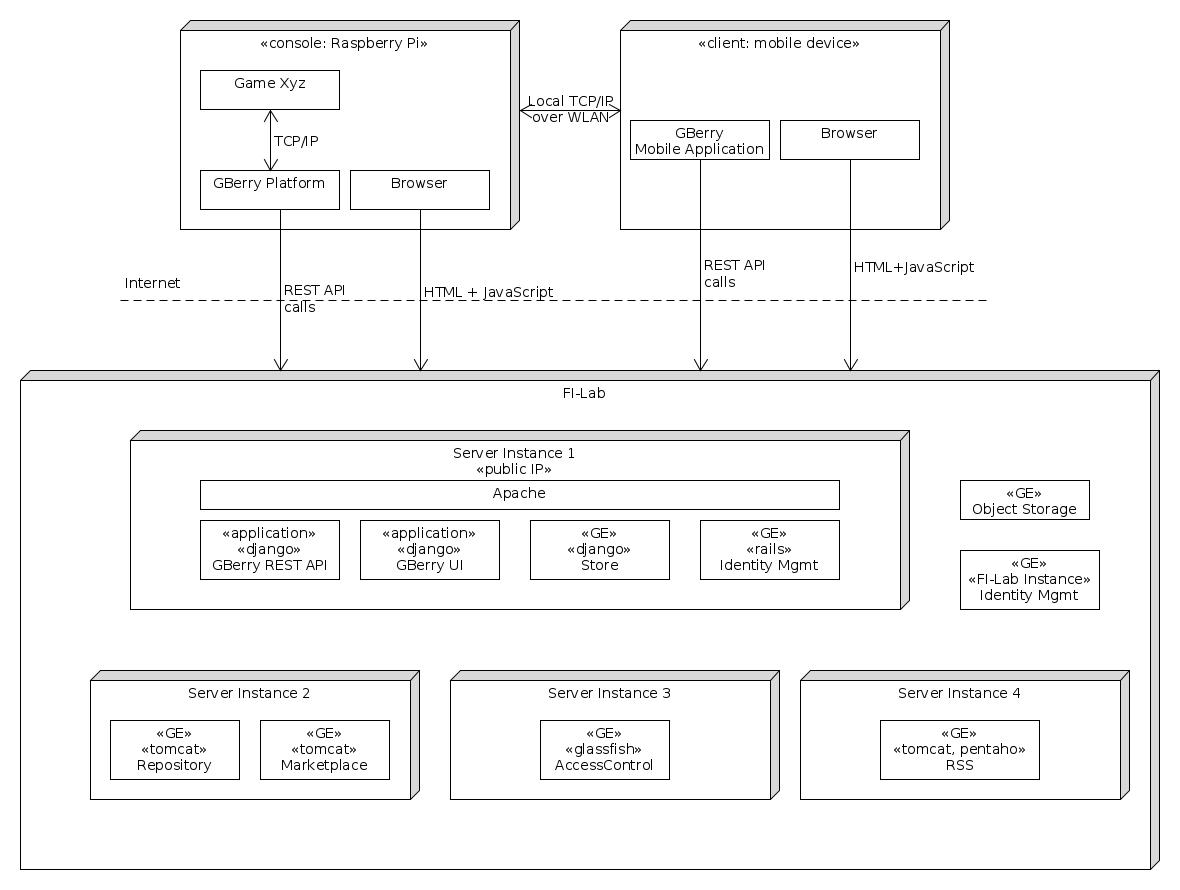 «console: Raspberry Pi»
Game Xyz
TCP/IP
GBerry Platform
Browser
Local TCP/IP
over WLAN
«client: mobile device»
GBerry
Mobile Application
Browser
Internet
REST API
calls
HTML + JavaScript
REST API
calls
HTML+JavaScript
FI-Lab
Server Instance 1
«public IP»
Apache
«application»
«django»
GBerry REST API
«application»
«django»
GBerry UI
«GE»
«django»
Store
«GE»
«rails»
Identity Mgmt
«GE»
Object Storage
«GE»
«FI-Lab Instance»
Identity Mgmt
Server Instance 2
«GE»
«tomcat»
Repository
«GE»
«tomcat»
Marketplace
Server Instance 3
«GE»
«glassfish»
AccessControl
Server Instance 4
«GE»
«tomcat, pentaho»
RSS